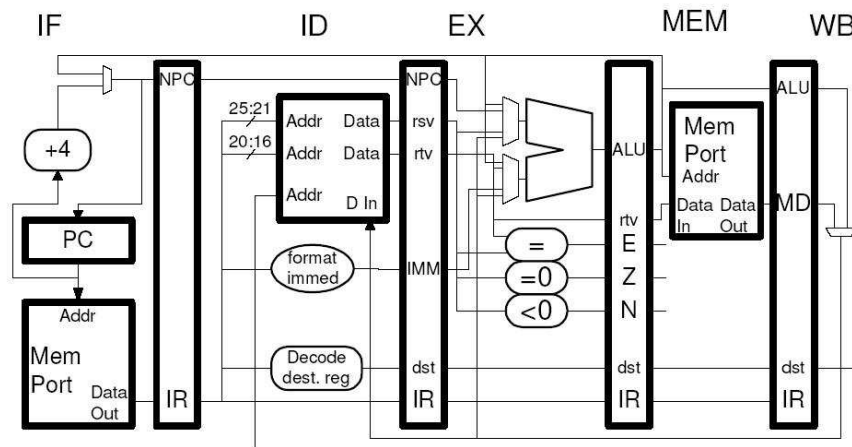 IF
ID
EX
MEM
WB
+4
PC
Addr
Mem
Port
Data
Out
NPC
IR
25:21
20:16
Addr
Data
Addr
Data
Addr
D In
format
immed
Decode
dest. reg
NPC
rsv
rtv
IMM
dst
IR
=
=0
<0
ALU
rtv
E
Z
N
dst
IR
Mem
Port
Addr
Data
In
Data
Out
ALU
MD
dst
IR